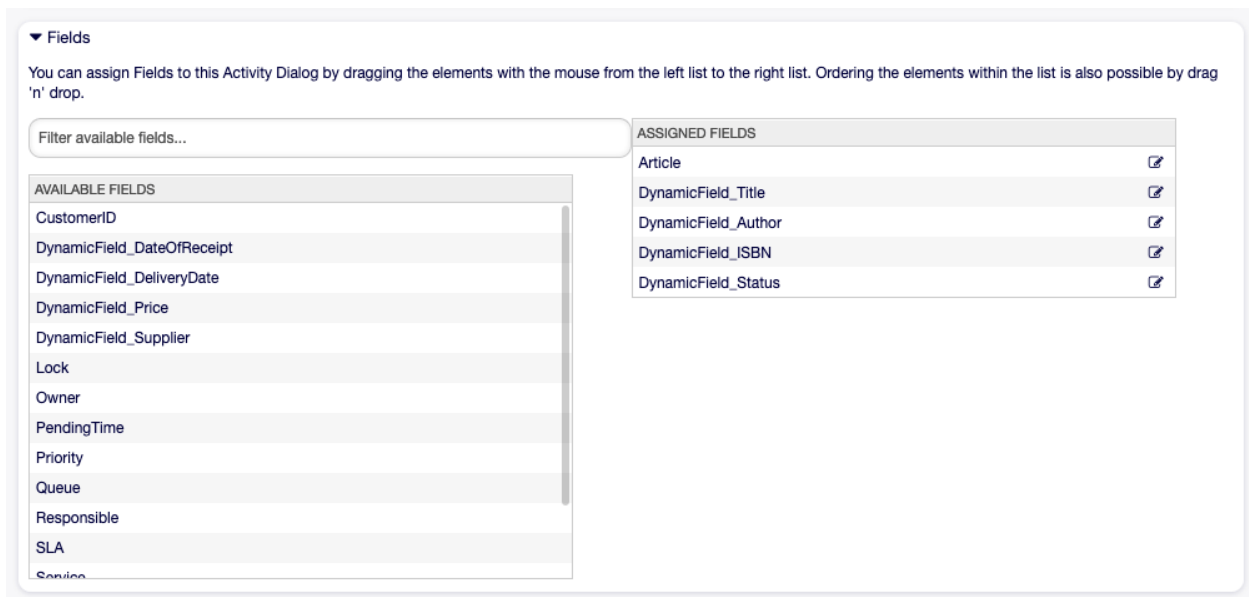 Fields
You can assign Fields to this Activity Dialog by dragging the elements with the mouse from the left list to the right list. Ordering the elements within the list is also possible by drag
'n' drop.
Filter available fields...
AVAILABLE FIELDS
CustomerID
DynamicField_DateOfReceipt
DynamicField_DeliveryDate
DynamicField_Price
DynamicField_Supplier
Lock
Owner
PendingTime
Priority
Queue
Responsible
SLA
Service
ASSIGNED FIELDS
Article
DynamicField_Title
DynamicField_Author
DynamicField_ISBN
DynamicField_Status